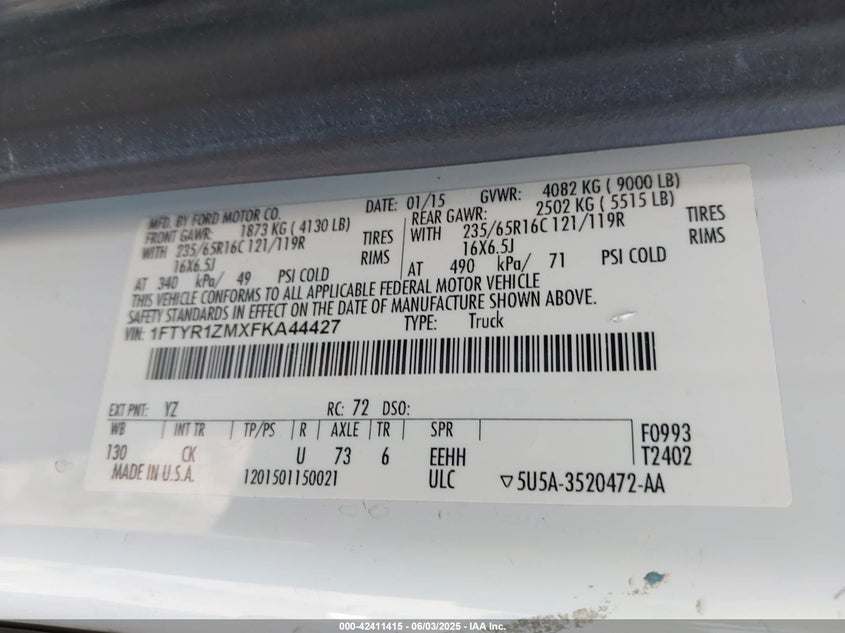 MFD. BY FORD MOTOR CO.
DATE: 01/15 GVWR: 4082 KG ( 9000 LB)
FRONT GAWR: 1873 KG ( 4130 LB)
REAR GAWR: 2502 KG ( 5515 LB)
WITH 235/65R16C 121/119R TIRES
WITH 235/65R16C 121/119R TIRES
16X6.5J RIMS
16X6.5J RIMS
AT 340 kPa/ 49 PSI COLD
AT 490 kPa/ 71 PSI COLD
THIS VEHICLE CONFORMS TO ALL APPLICABLE FEDERAL MOTOR VEHICLE
SAFETY STANDARDS IN EFFECT ON THE DATE OF MANUFACTURE SHOWN ABOVE.
VIN: 1FTYR1ZMXFKA44427 TYPE: Truck
EXT PNT: YZ RC: 72 DSO:
WB INT TR TP/PS R AXLE TR SPR F0993
130 CK U 73 6 EEHH T2402
MADE IN U.S.A. 1201501150021 ULC ▽5U5A-3520472-AA
000-42411415 - 06/03/2025 - IAA Inc.